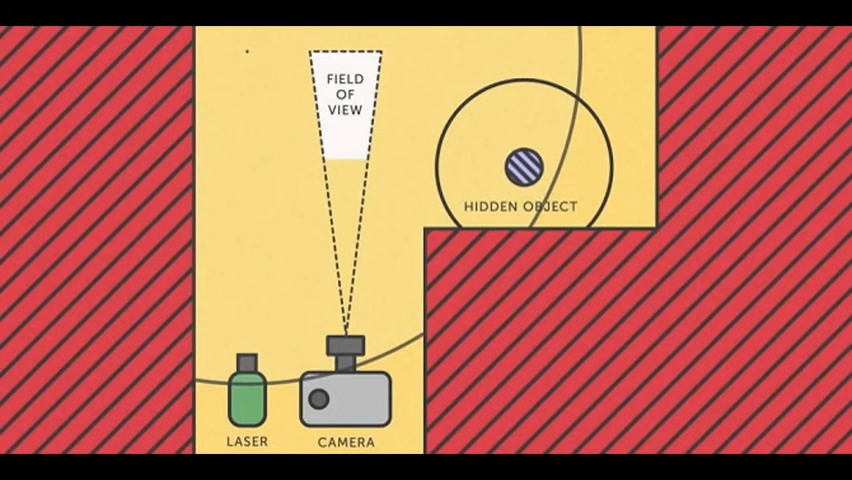 FIELD
OF
VIEW
HIDDEN OBJECT
LASER
CAMERA